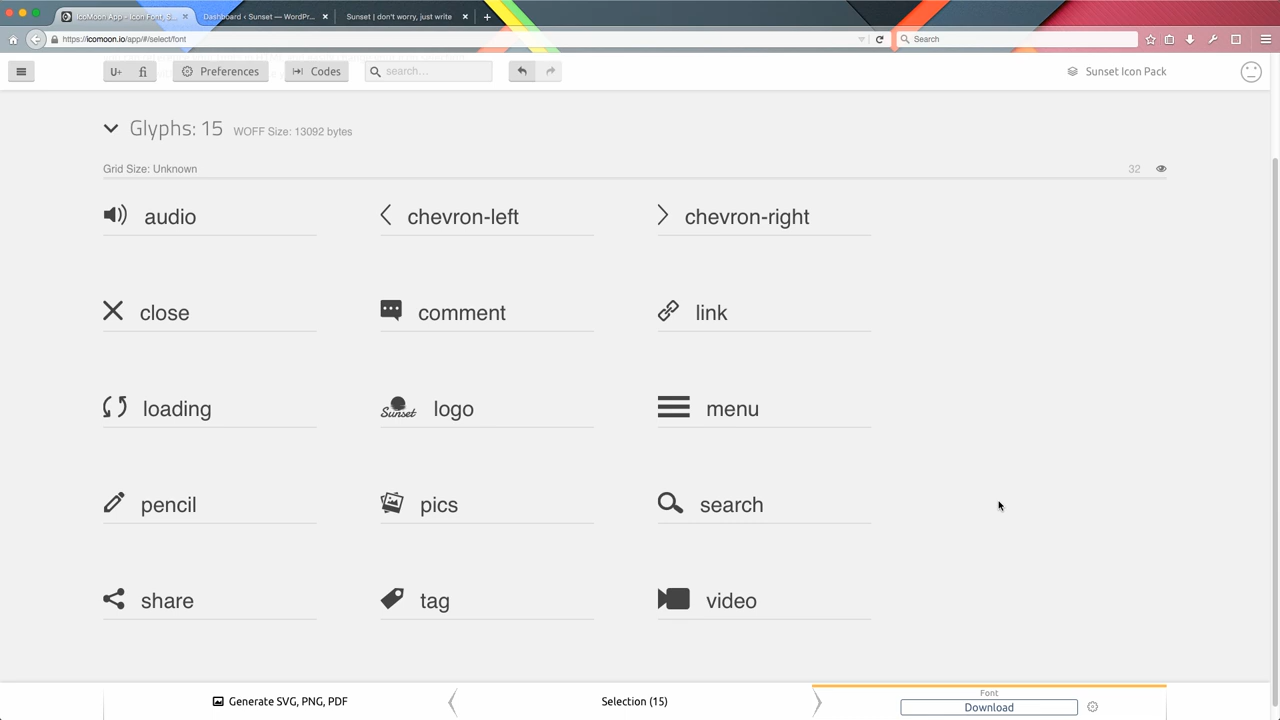 IcoMoon App - Icon Font, S...
Dashboard ‹ Sunset — WordPr...
Sunset | don't worry, just write
https://icomoon.io/app/#/select/font
Search
U+
fi
Preferences
Codes
search...
Sunset Icon Pack
Glyphs: 15
WOFF Size: 13092 bytes
Grid Size: Unknown
32
audio
chevron-left
chevron-right
close
comment
link
loading
Sunset
logo
menu
pencil
pics
search
share
tag
video
Generate SVG, PNG, PDF
Selection (15)
Font
Download